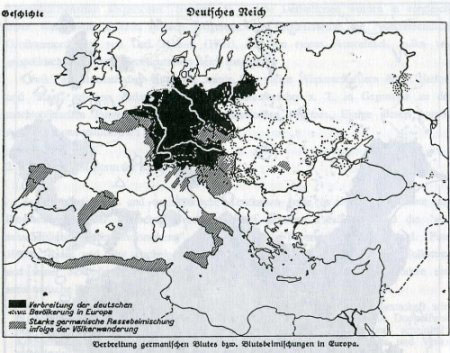 Geschichte
Deutsches Reich
Verbreitung der deutschen
Bevölkerung in Europa
Starke germanische Rassebeimischung
infolge der Völkerwanderung
Verbreitung germanischen Blutes bzw. Blutsbeimischungen in Europa.